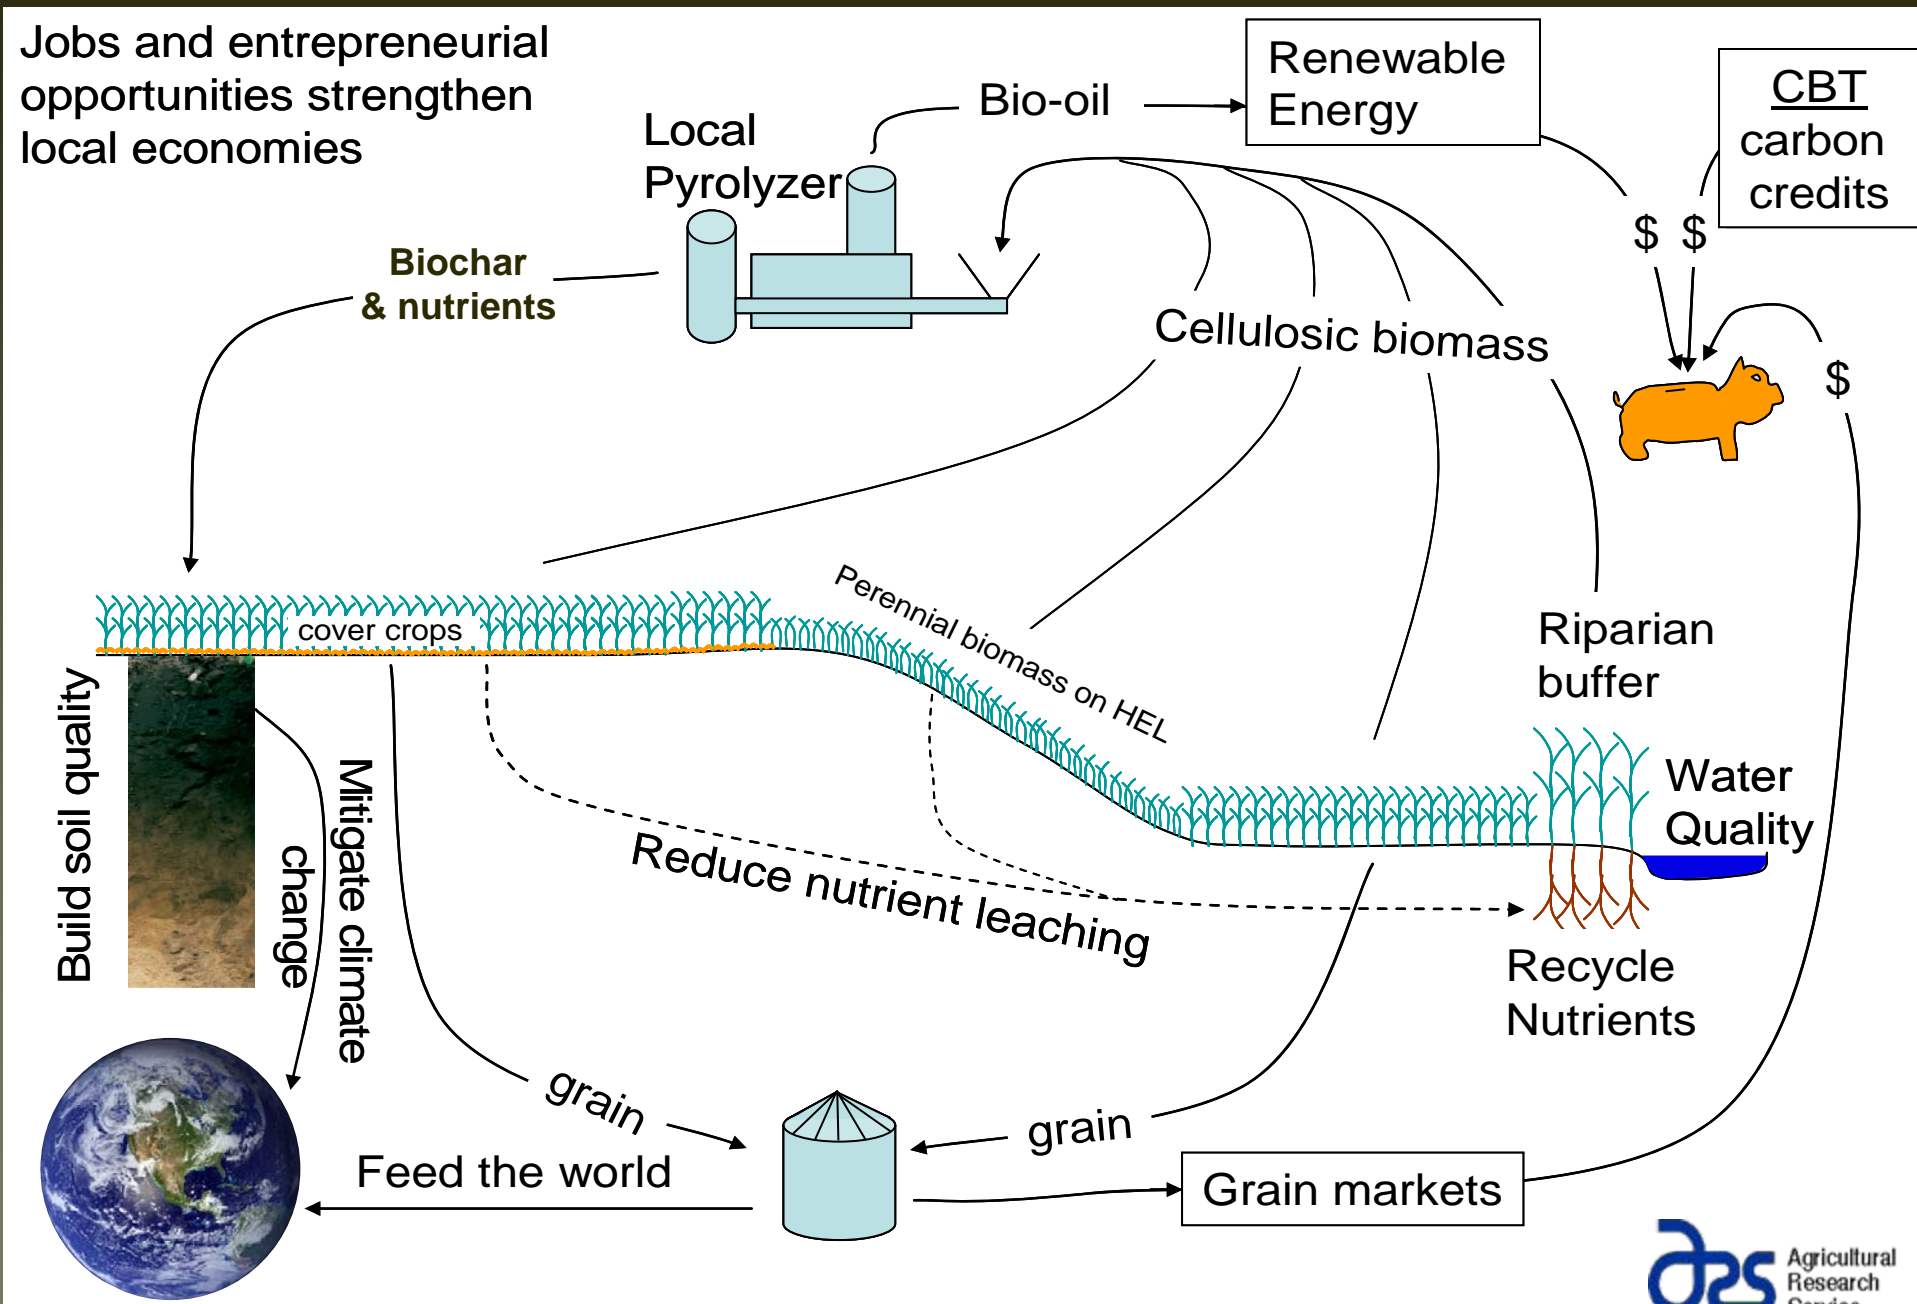 Jobs and entrepreneurial
opportunities strengthen
local economies
Local
Pyrolyzer
Bio-oil
Renewable
Energy
CBT
carbon
credits
$ $
Biochar
& nutrients
Cellulosic biomass
$
Perennial biomass on HEL
cover crops
Riparian
buffer
Build soil quality
Mitigate climate
change
Water
Quality
Reduce nutrient leaching
Recycle
Nutrients
grain
grain
Feed the world
Grain markets
ars
Agricultural
Research
Service